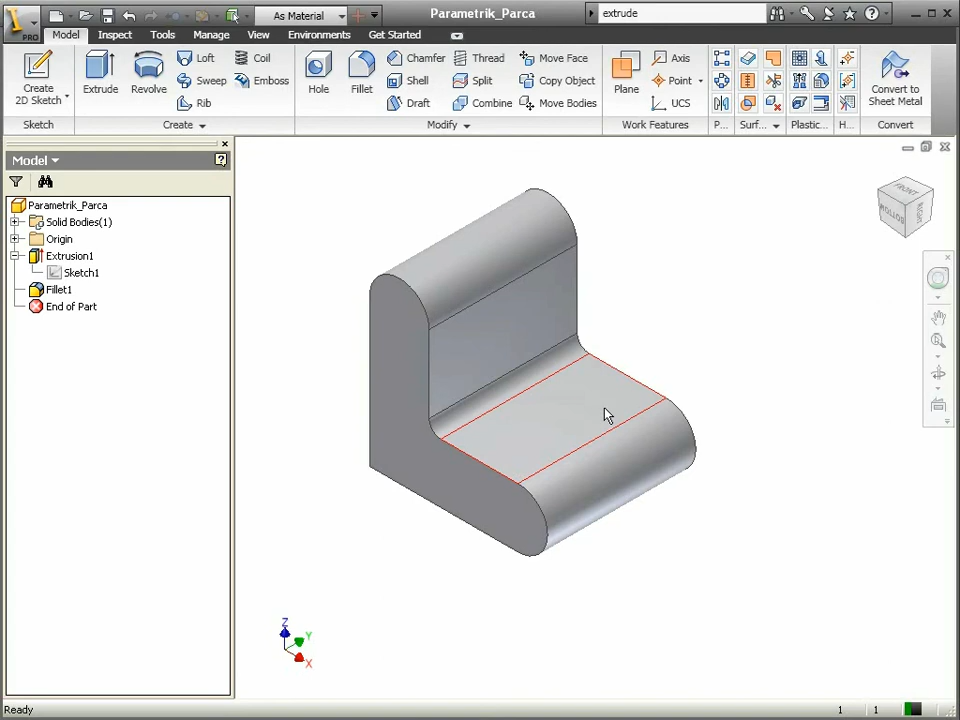 As Material
Parametrik_Parca
extrude
PRO
Model
Inspect
Tools
Manage
View
Environments
Get Started
Create
2D Sketch
Extrude
Revolve
Loft
Sweep
Rib
Coil
Emboss
Hole
Fillet
Chamfer
Shell
Draft
Thread
Split
Combine
Move Face
Copy Object
Move Bodies
Plane
Axis
Point
UCS
Convert to
Sheet Metal
Sketch
Create
Modify
Work Features
P...
Surf...
Plastic...
H...
Convert
Model
Parametrik_Parca
Solid Bodies(1)
Origin
Extrusion1
Sketch1
Fillet1
End of Part
FRONT
BOTTOM
RIGHT
Z
Y
X
Ready
1
1